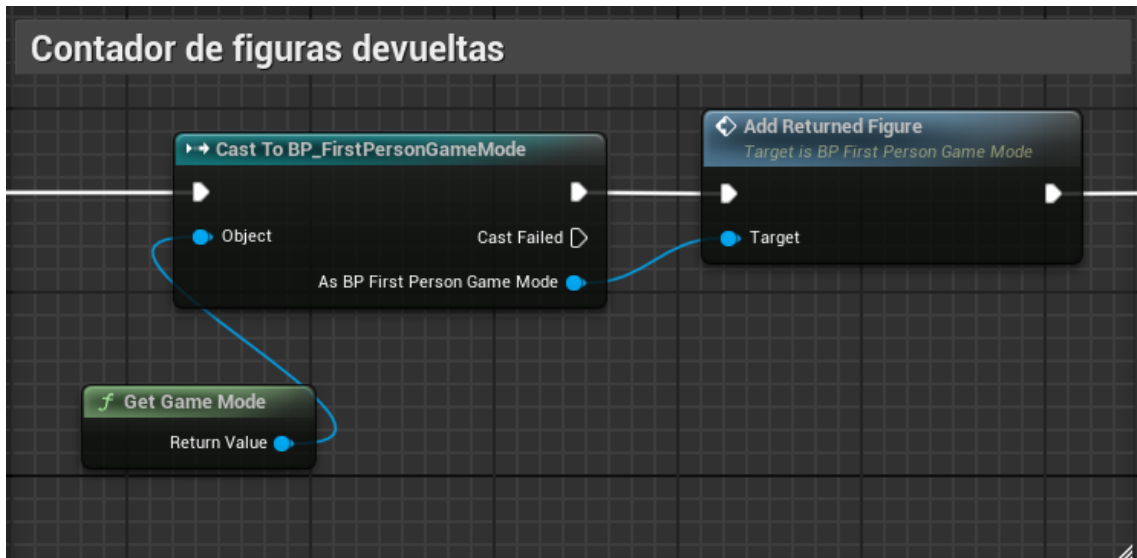 Contador de figuras devueltas
Cast To BP_FirstPersonGameMode
Object
Cast Failed
As BP First Person Game Mode
Add Returned Figure
Target is BP First Person Game Mode
Target
f Get Game Mode
Return Value